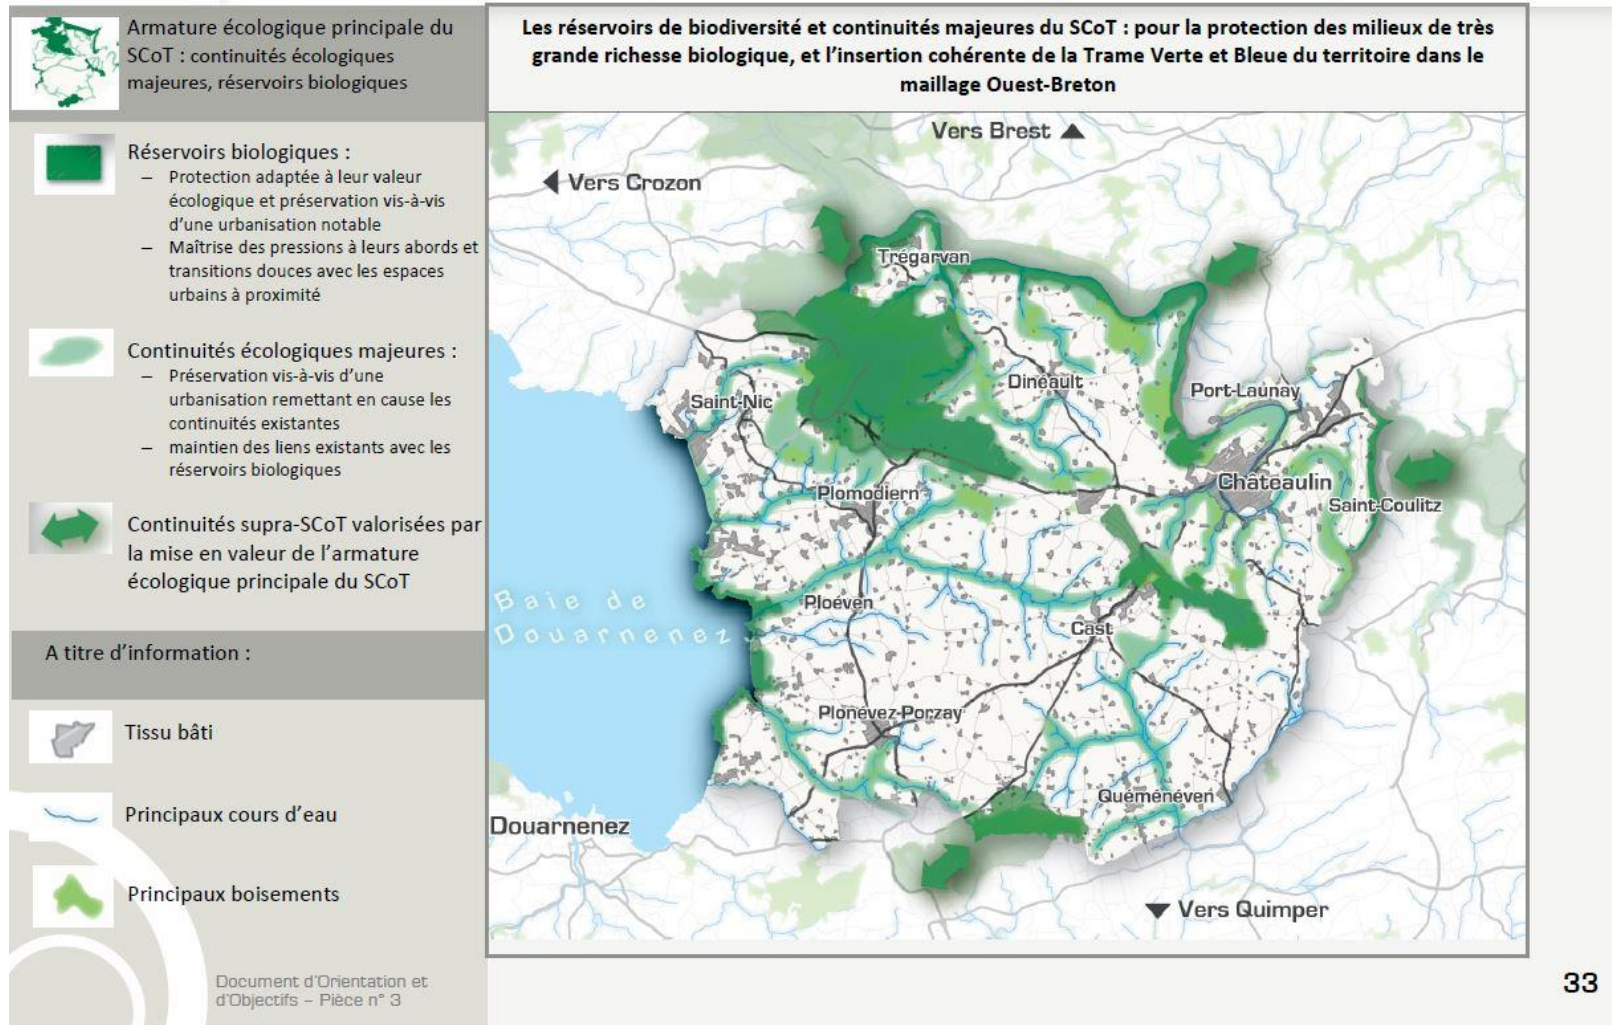 Armature écologique principale du
SCoT : continuités écologiques
majeures, réservoirs biologiques
Réservoirs biologiques :
– Protection adaptée à leur valeur
écologique et préservation vis-à-vis
d’une urbanisation notable
– Maîtrise des pressions à leurs abords et
transitions douces avec les espaces
urbains à proximité
Continuités écologiques majeures :
– Préservation vis-à-vis d’une
urbanisation remettant en cause les
continuités existantes
– maintien des liens existants avec les
réservoirs biologiques
Continuités supra-SCoT valorisées par
la mise en valeur de l’armature
écologique principale du SCoT
A titre d’information :
Tissu bâti
Principaux cours d’eau
Principaux boisements
Document d’Orientation et
d’Objectifs – Pièce n° 3
Les réservoirs de biodiversité et continuités majeures du SCoT : pour la protection des milieux de très
grande richesse biologique, et l’insertion cohérente de la Trame Verte et Bleue du territoire dans le
maillage Ouest-Breton
Vers Brest
Vers Crozon
Trégarvan
Dinéault
Port-Launay
Saint-Nic
Châteaulin
Plomodiern
Saint-Coulitz
Baie de
Douarnenez
Ploéven
Cast
Plonévez-Porzay
Quéménéven
Douarnenez
Vers Quimper
33